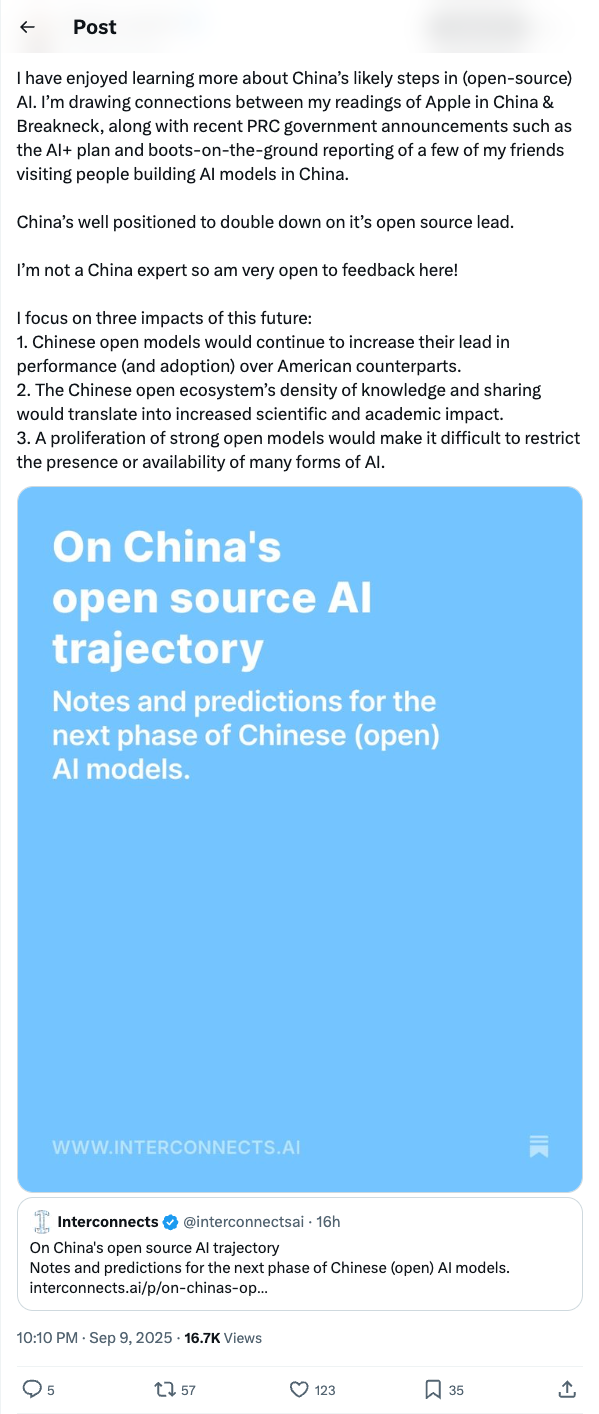 Post
I have enjoyed learning more about China’s likely steps in (open-source)
AI. I’m drawing connections between my readings of Apple in China &
Breakneck, along with recent PRC government announcements such as
the AI+ plan and boots-on-the-ground reporting of a few of my friends
visiting people building AI models in China.
China’s well positioned to double down on it’s open source lead.
I’m not a China expert so am very open to feedback here!
I focus on three impacts of this future:
1. Chinese open models would continue to increase their lead in
performance (and adoption) over American counterparts.
2. The Chinese open ecosystem’s density of knowledge and sharing
would translate into increased scientific and academic impact.
3. A proliferation of strong open models would make it difficult to restrict
the presence or availability of many forms of AI.
On China's
open source AI
trajectory
Notes and predictions for the
next phase of Chinese (open)
AI models.
WWW.INTERCONNECTS.AI
Interconnects @interconnectsai · 16h
On China's open source AI trajectory
Notes and predictions for the next phase of Chinese (open) AI models.
interconnects.ai/p/on-chinas-op…
10:10 PM · Sep 9, 2025 · 16.7K Views
5 57 123 35